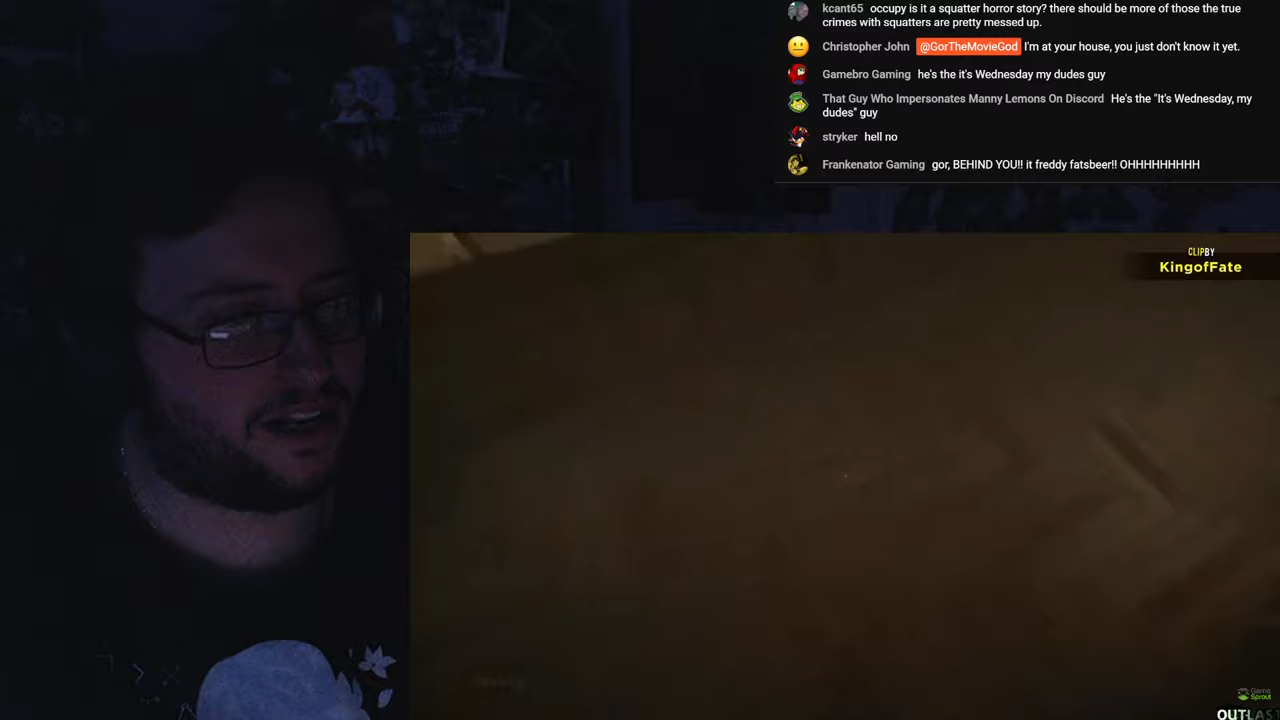 kcant65 occupy is it a squatter horror story? there should be more of those the true
crimes with squatters are pretty messed up.
Christopher John @GorTheMovieGod I'm at your house, you just don't know it yet.
Gamebro Gaming he's the it's Wednesday my dudes guy
That Guy Who Impersonates Manny Lemons On Discord He's the "It's Wednesday, my
dudes" guy
stryker hell no
Frankenator Gaming gor, BEHIND YOU!! it freddy fatsbeer!! OHHHHHHHHH
CLIPBY
KingofFate
Game
Sprout